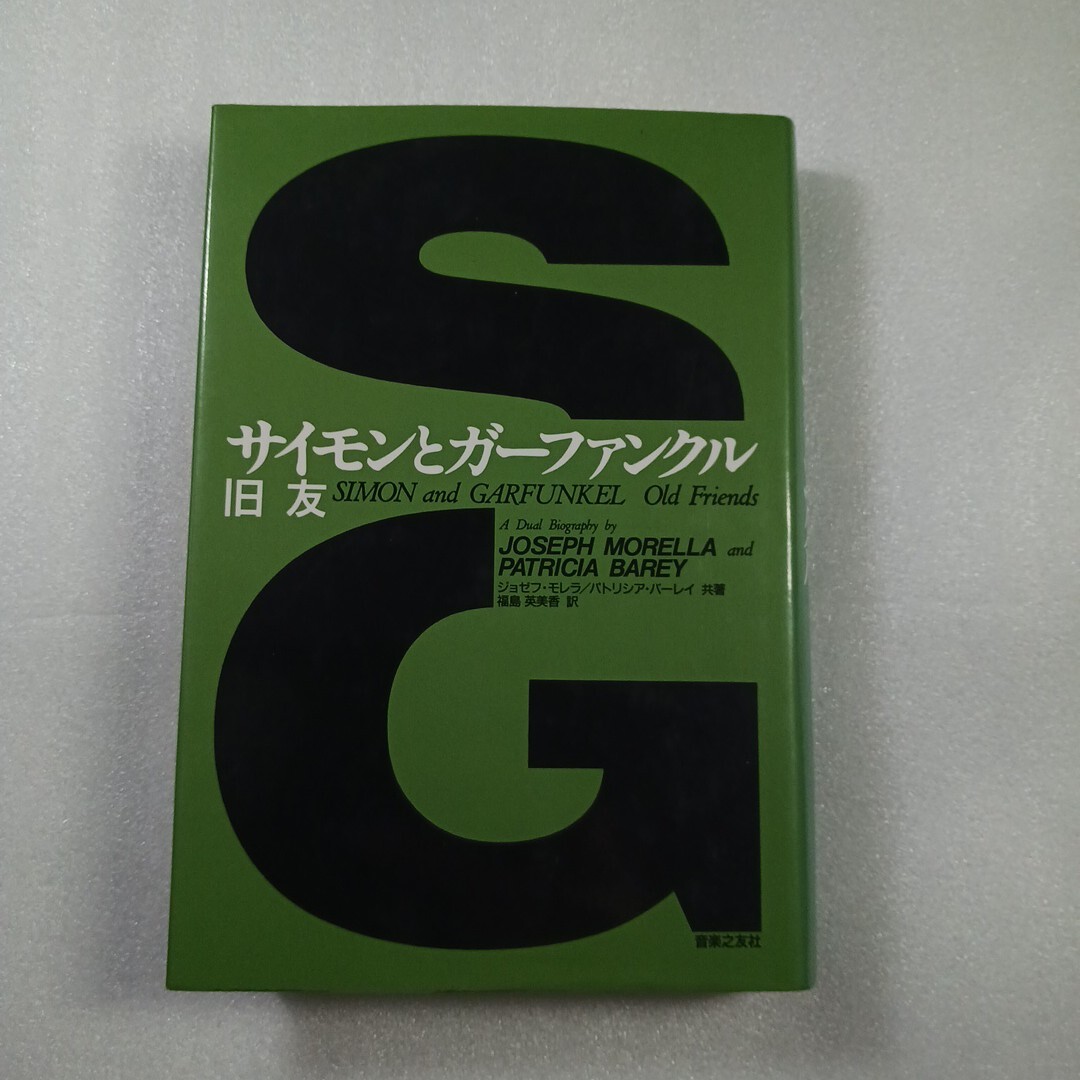 S
サイモンとガーファンクル
旧友 SIMON and GARFUNKEL Old Friends
A Dual Biography by
JOSEPH MORELLA and
PATRICIA BAREY
ジョゼフ・モレラ/パトリシア・バーレイ 共著
福島 英美香 訳
G
音楽之友社